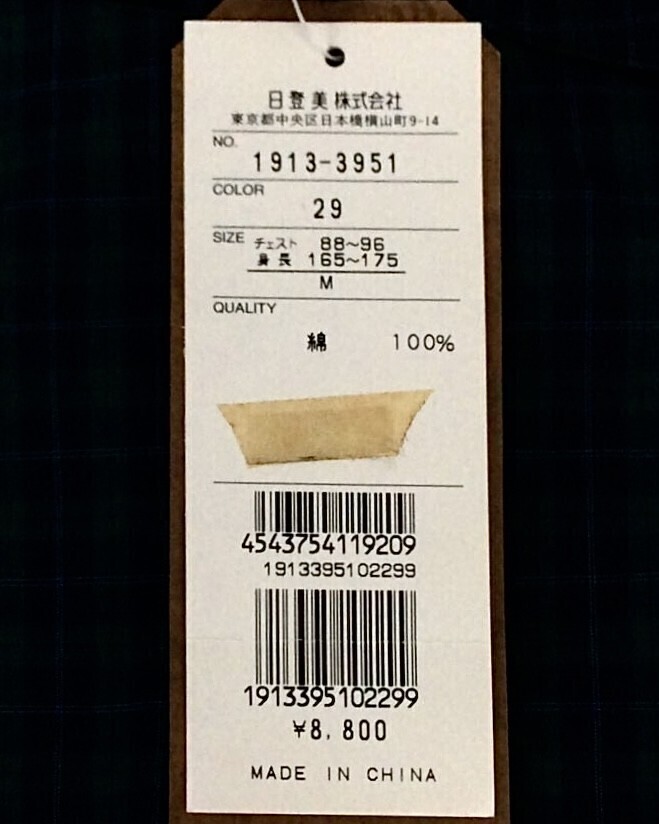 日登美株式会社
東京都中央区日本橋横山町9-14
NO.
1913-3951
COLOR
29
SIZE チェスト 88～96
身長 165～175
M
QUALITY
綿 100%
4543754119209
1913395102299
1913395102299
¥8,800
MADE IN CHINA